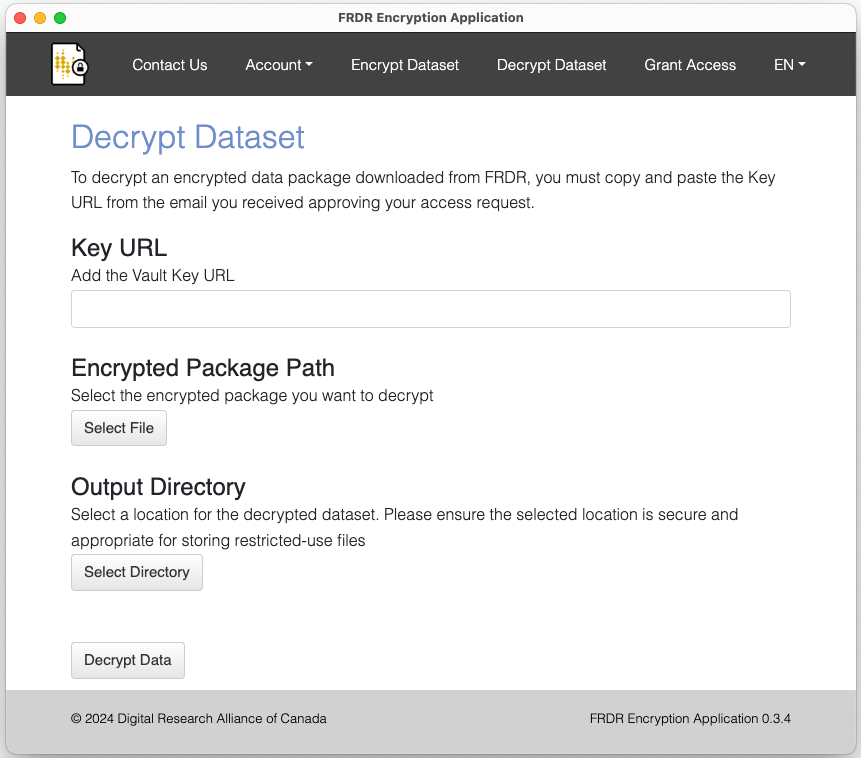 FRDR Encryption Application
Contact Us Account Encrypt Dataset Decrypt Dataset Grant Access EN
Decrypt Dataset
To decrypt an encrypted data package downloaded from FRDR, you must copy and paste the Key
URL from the email you received approving your access request.
Key URL
Add the Vault Key URL
Encrypted Package Path
Select the encrypted package you want to decrypt
Select File
Output Directory
Select a location for the decrypted dataset. Please ensure the selected location is secure and
appropriate for storing restricted-use files
Select Directory
Decrypt Data
© 2024 Digital Research Alliance of Canada FRDR Encryption Application 0.3.4